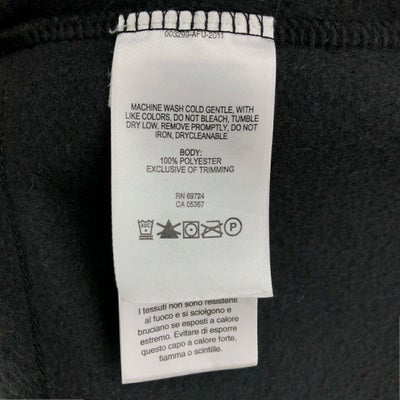 003299-AFU-2011
MACHINE WASH COLD GENTLE, WITH
LIKE COLORS, DO NOT BLEACH, TUMBLE
DRY LOW, REMOVE PROMPTLY, DO NOT
IRON, DRYCLEANABLE
BODY:
100% POLYESTER
EXCLUSIVE OF TRIMMING
RN 69724
CA 05367
P
I tessuti non sono resistenti
al fuoco e si sciolgono e
bruciano se esposti a calore
estremo. Evitare di esporre
questo capo a calore forte,
fiamma o scintille.